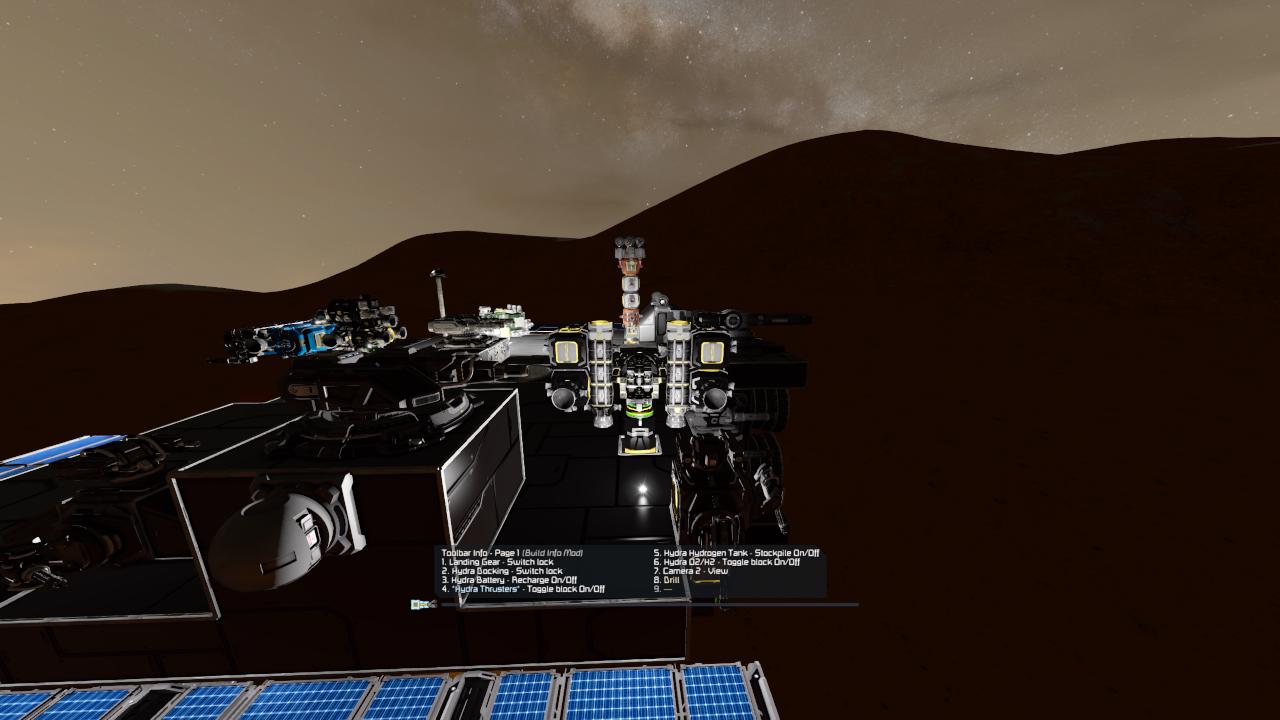 Toolbar Info - Page 1 (Build Info Mod)
1. Landing Gear - Switch lock
2. Hydra Docking - Switch lock
3. Hydra Battery - Recharge On/Off
4. "Hydra Thrusters" - Toggle block On/Off
5. Hydra Hydrogen Tank - Stockpile On/Off
6. Hydra O2/H2 - Toggle block On/Off
7. Camera 2 - View
8. Drill
9. —